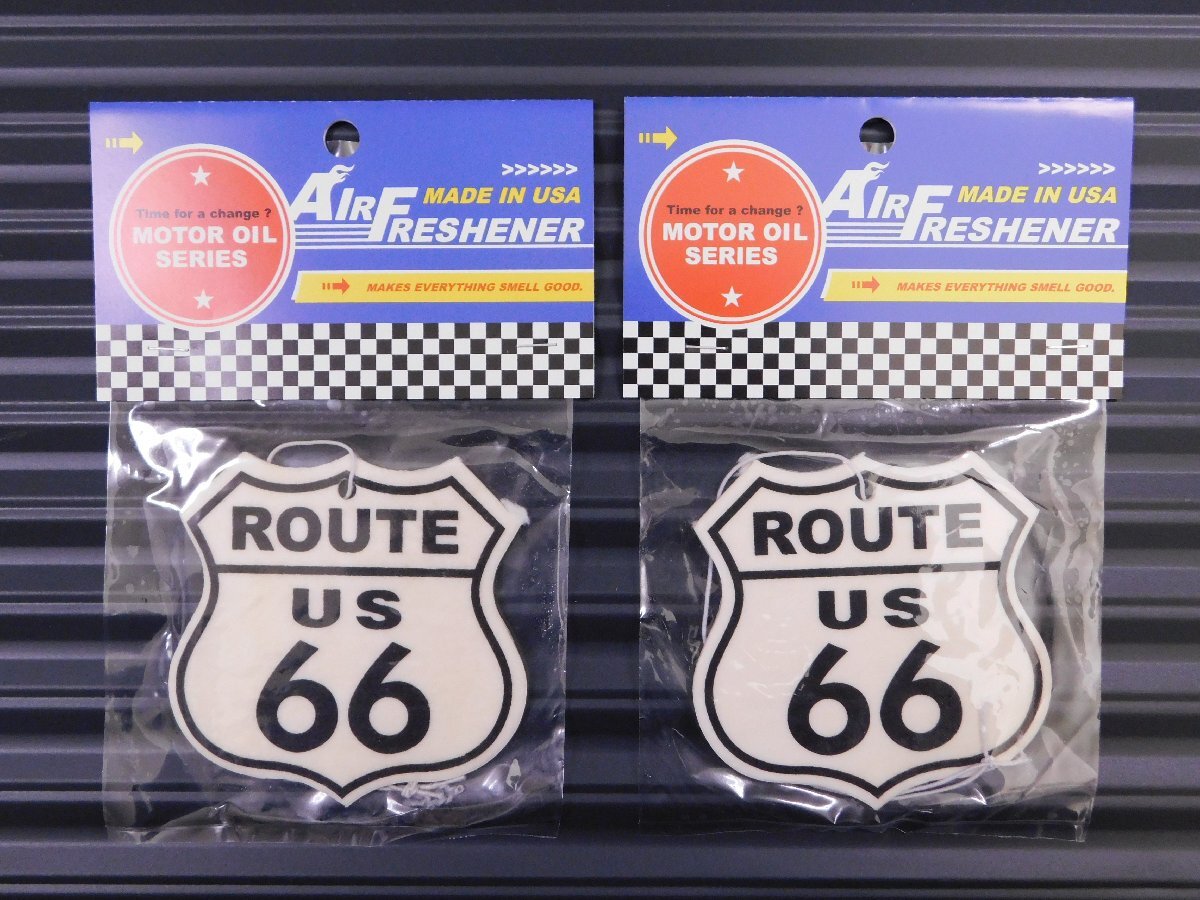 >>>>>>
MADE IN USA
AIR FRESHENER
Time for a change ?
MOTOR OIL
SERIES
MAKES EVERYTHING SMELL GOOD.
ROUTE
US
66
>>>>>>
MADE IN USA
AIR FRESHENER
Time for a change ?
MOTOR OIL
SERIES
MAKES EVERYTHING SMELL GOOD.
ROUTE
US
66